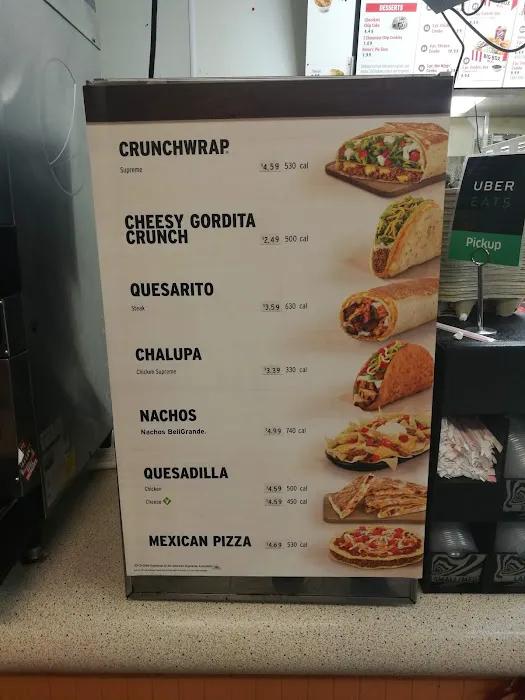 DESSERTS
CRUNCHWRAP®
Supreme
$4.59 530 cal
CHEESY GORDITA
CRUNCH
$2.49 500 cal
QUESARITO
Steak
$3.59 630 cal
CHALUPA
Chicken Supreme
$3.39 330 cal
NACHOS
Nachos BellGrande®
$4.99 740 cal
QUESADILLA
Chicken
$4.59 500 cal
Cheese
$4.59 450 cal
MEXICAN PIZZA
$4.69 530 cal
UBER
EATS
Pickup